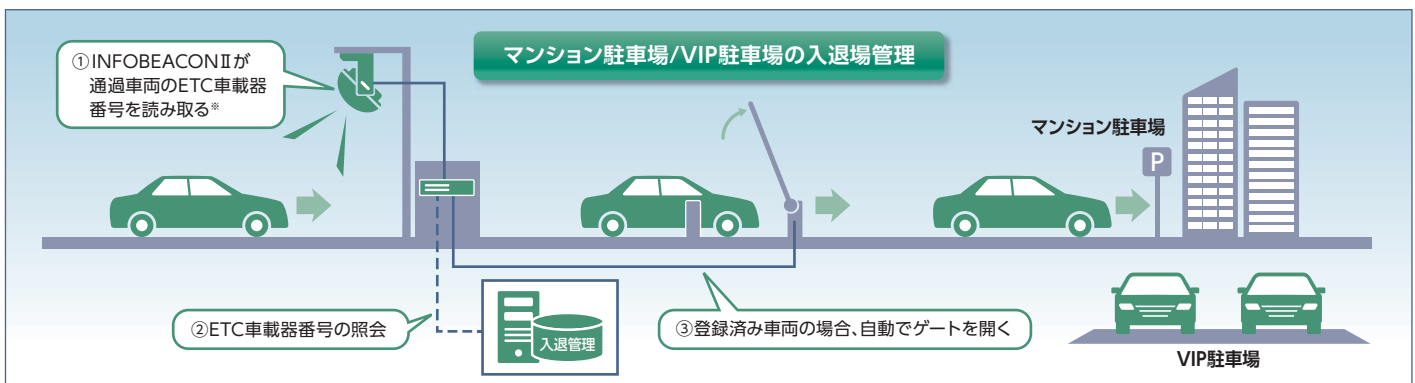 マンション駐車場/VIP駐車場の入退場管理
①INFOBEACONⅡが
通過車両のETC車載器
番号を読み取る※
マンション駐車場
P
②ETC車載器番号の照会
入退管理
③登録済み車両の場合、自動でゲートを開く
VIP駐車場